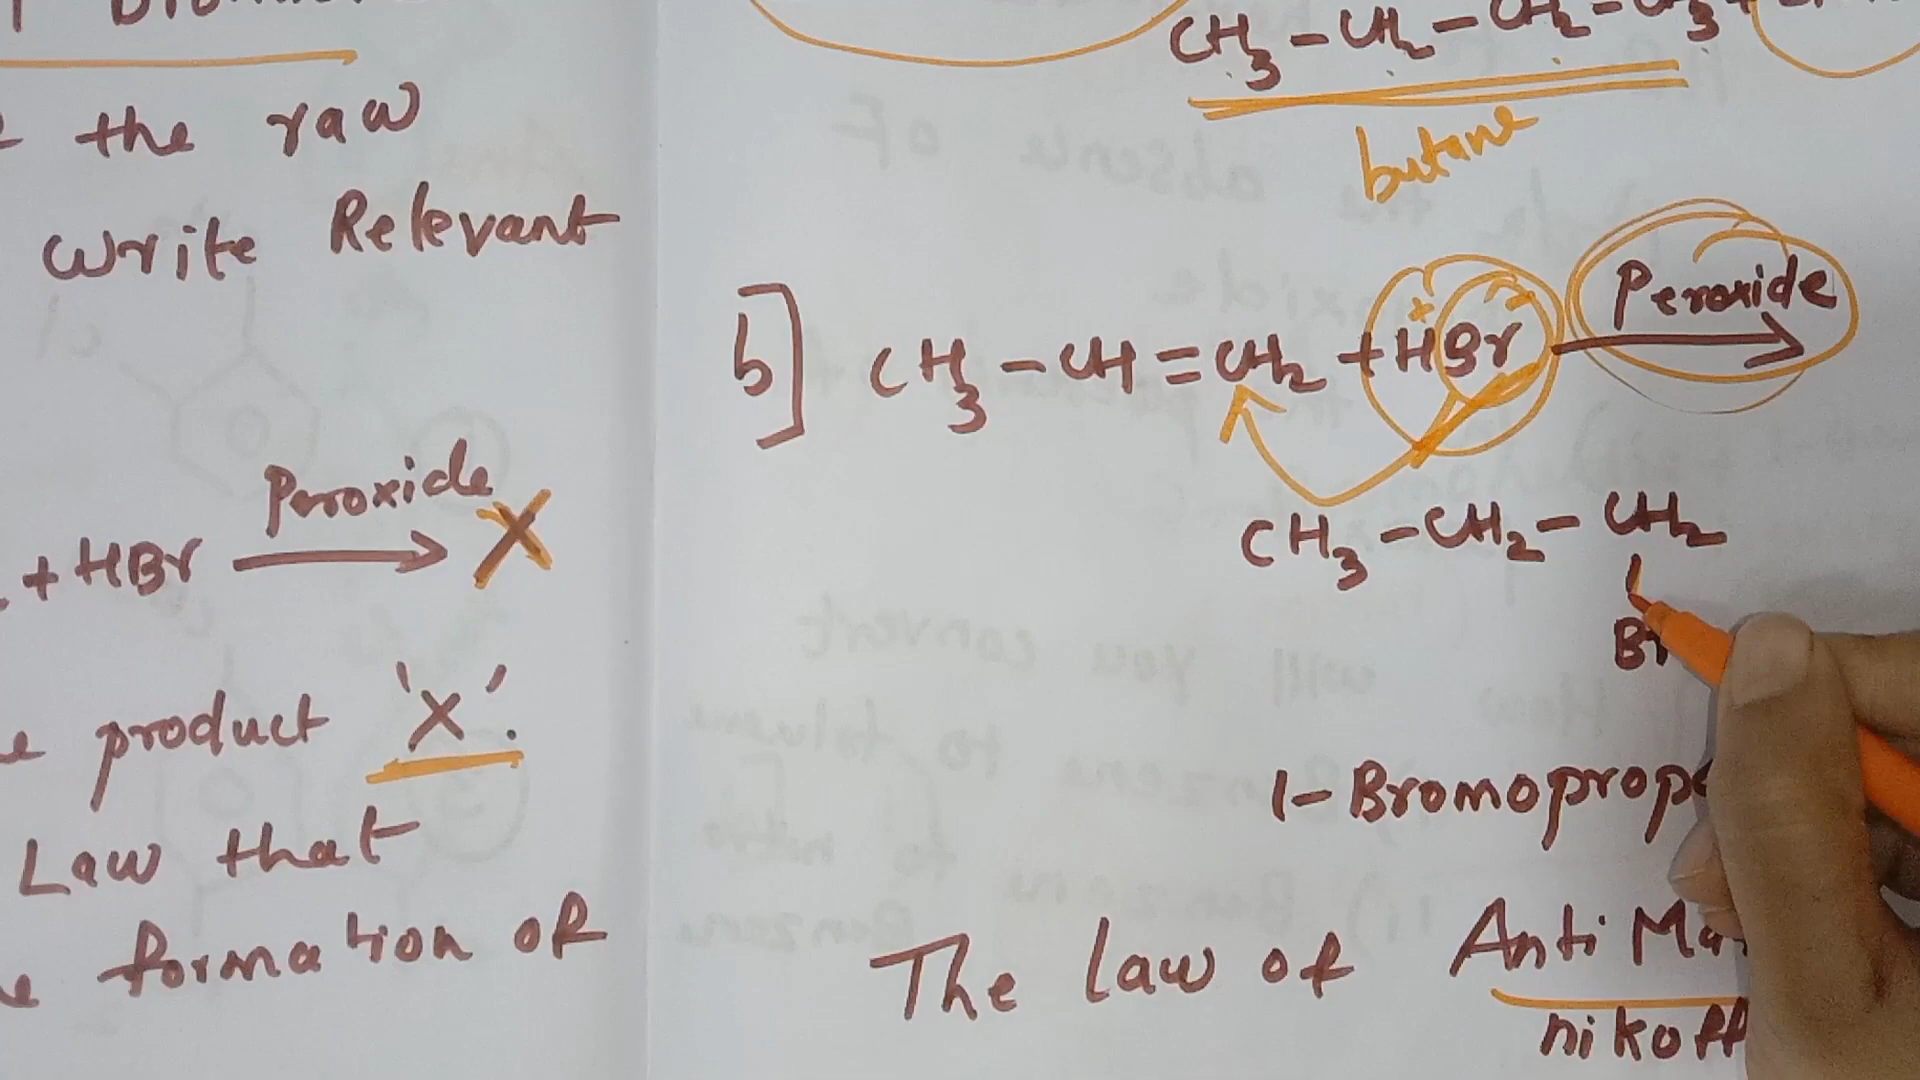 the raw
Write Relevant
+ HBr Peroxide X
product 'X'.
Law that
formation of
CH3 - CH2 - CH2 - CH3 +
butane
b] CH3 - CH = CH2 + HBr Peroxide
CH3 - CH2 - CH2
Br
1-Bromoprop
The law of Anti Mar
nikoff